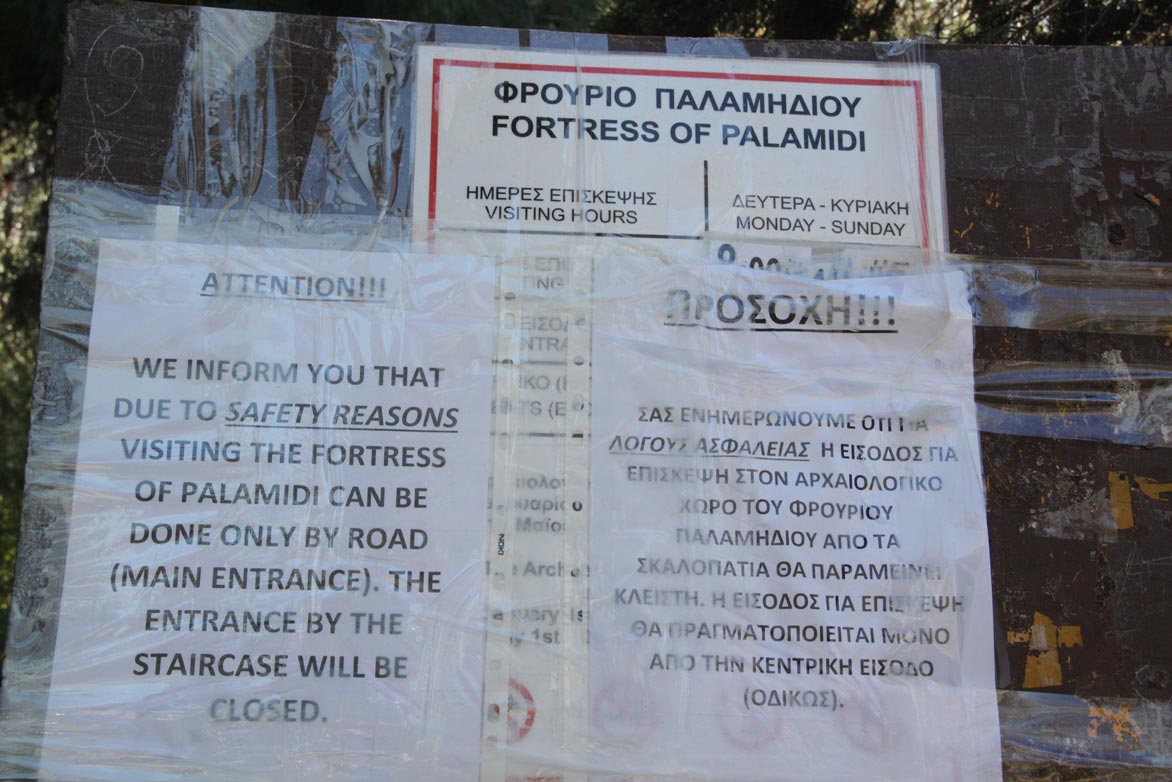 ΦΡΟΥΡΙΟ ΠΑΛΑΜΗΔΙΟΥ
FORTRESS OF PALAMIDI
ΗΜΕΡΕΣ ΕΠΙΣΚΕΨΗΣ
VISITING HOURS
ΔΕΥΤΕΡΑ - ΚΥΡΙΑΚΗ
MONDAY - SUNDAY
ATTENTION!!!
WE INFORM YOU THAT
DUE TO SAFETY REASONS
VISITING THE FORTRESS
OF PALAMIDI CAN BE
DONE ONLY BY ROAD
(MAIN ENTRANCE). THE
ENTRANCE BY THE
STAIRCASE WILL BE
CLOSED.
ΠΡΟΣΟΧΗ!!!
ΣΑΣ ΕΝΗΜΕΡΩΝΟΥΜΕ ΟΤΙ ΓΙΑ
ΛΟΓΟΥΣ ΑΣΦΑΛΕΙΑΣ Η ΕΙΣΟΔΟΣ ΓΙΑ
ΕΠΙΣΚΕΨΗ ΣΤΟΝ ΑΡΧΑΙΟΛΟΓΙΚΟ
ΧΩΡΟ ΤΟΥ ΦΡΟΥΡΙΟΥ
ΠΑΛΑΜΗΔΙΟΥ ΑΠΟ ΤΑ
ΣΚΑΛΟΠΑΤΙΑ ΘΑ ΠΑΡΑΜΕΙΝΕΙ
ΚΛΕΙΣΤΗ. Η ΕΙΣΟΔΟΣ ΓΙΑ ΕΠΙΣΚΕΨΗ
ΘΑ ΠΡΑΓΜΑΤΟΠΟΙΕΙΤΑΙ ΜΟΝΟ
ΑΠΟ ΤΗΝ ΚΕΝΤΡΙΚΗ ΕΙΣΟΔΟ
(ΟΔΙΚΩΣ).